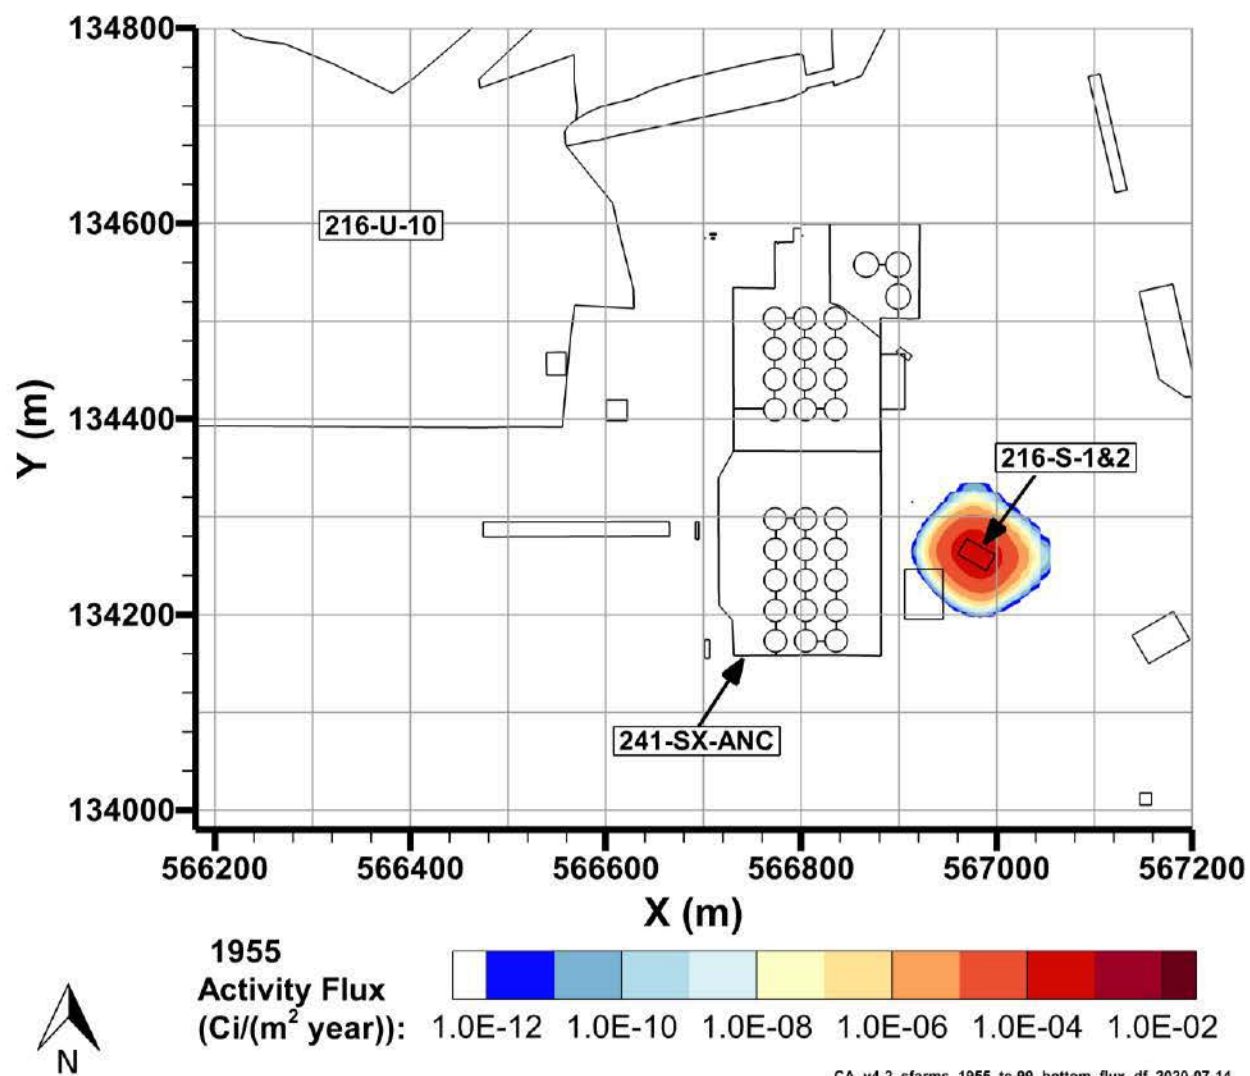 134800
134600
134400
134200
134000
Y (m)
216-U-10
216-S-1&2
241-SX-ANC
566200 566400 566600 566800 567000 567200
X (m)
1955
Activity Flux
(Ci/(m² year)):
1.0E-12 1.0E-10 1.0E-08 1.0E-06 1.0E-04 1.0E-02
N